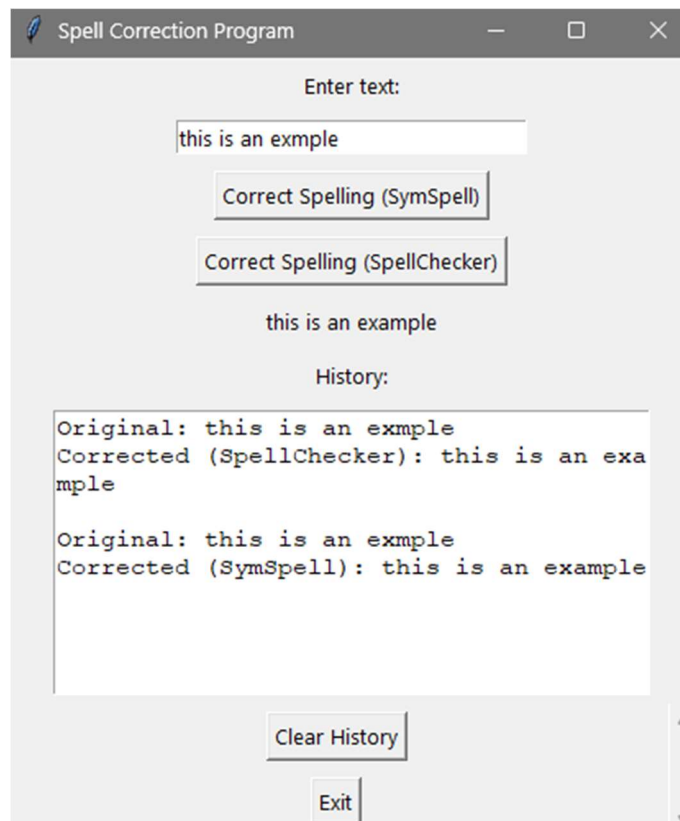 Spell Correction Program
Enter text:
this is an exmple
Correct Spelling (SymSpell)
Correct Spelling (SpellChecker)
this is an example
History:
Original: this is an exmple
Corrected (SpellChecker): this is an exa
mple
Original: this is an exmple
Corrected (SymSpell): this is an example
Clear History
Exit